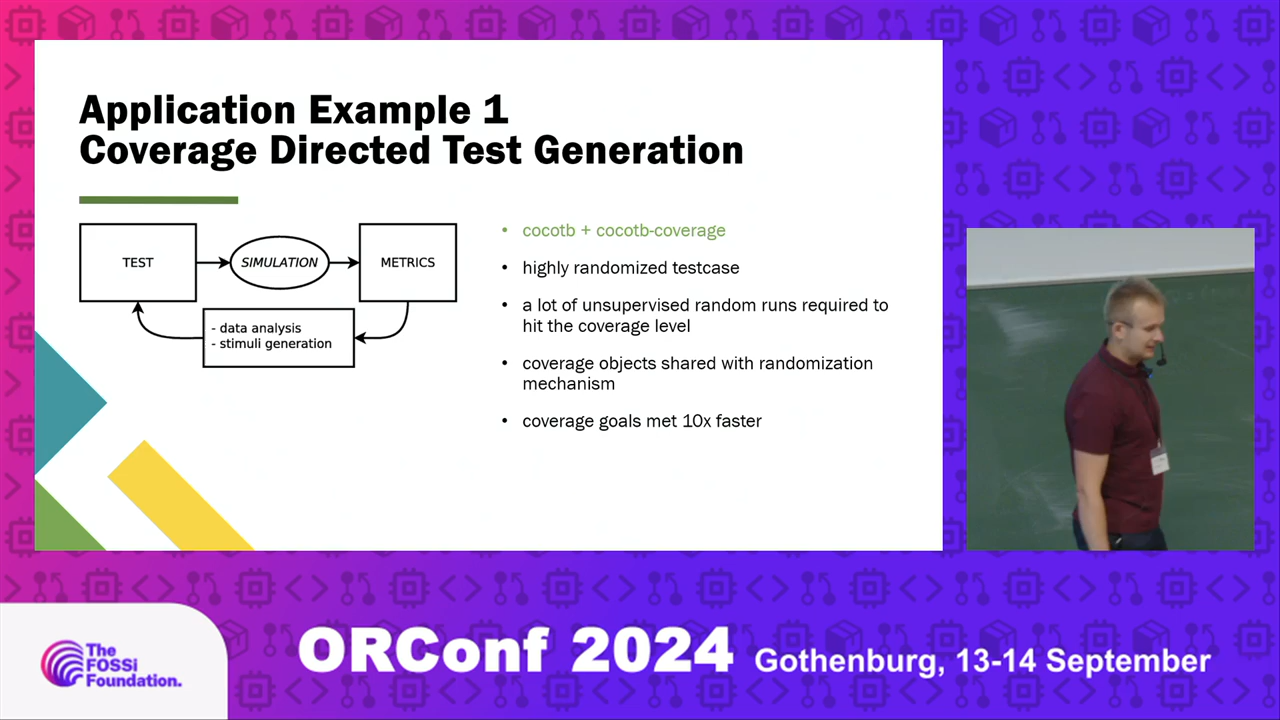 Application Example 1
Coverage Directed Test Generation
TEST
SIMULATION
METRICS
- data analysis
- stimuli generation
• cocotb + cocotb-coverage
• highly randomized testcase
• a lot of unsupervised random runs required to
hit the coverage level
• coverage objects shared with randomization
mechanism
• coverage goals met 10x faster
The
FOSSi
Foundation.
ORConf 2024 Gothenburg, 13-14 September